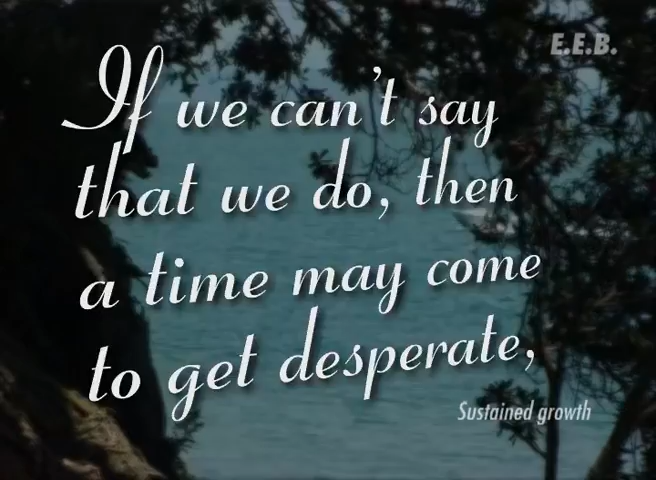 E.E.B.
If we can't say
that we do, then
a time may come
to get desperate,
Sustained growth